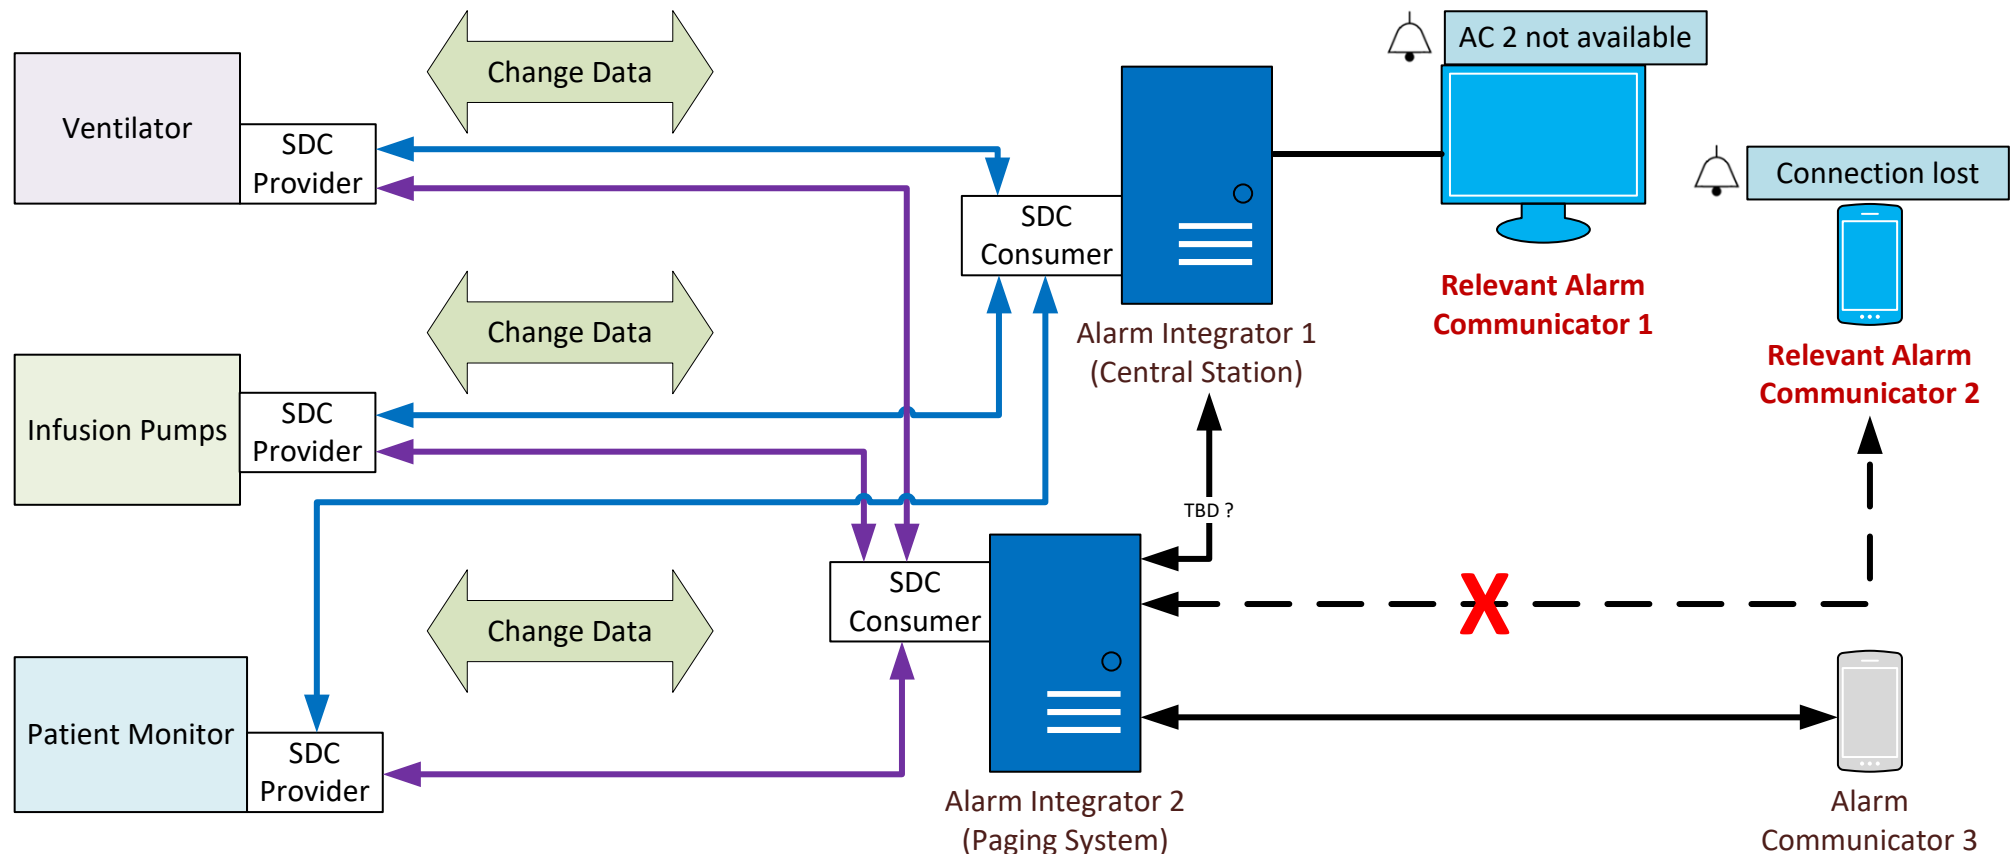 AC 2 not available
Change Data
Ventilator
SDC
Provider
Connection lost
SDC
Consumer
Relevant Alarm
Communicator 1
Change Data
Alarm Integrator 1
(Central Station)
Relevant Alarm
Communicator 2
Infusion Pumps
SDC
Provider
TBD ?
SDC
Consumer
X
Change Data
Patient Monitor
SDC
Provider
Alarm Integrator 2
(Paging System)
Alarm
Communicator 3